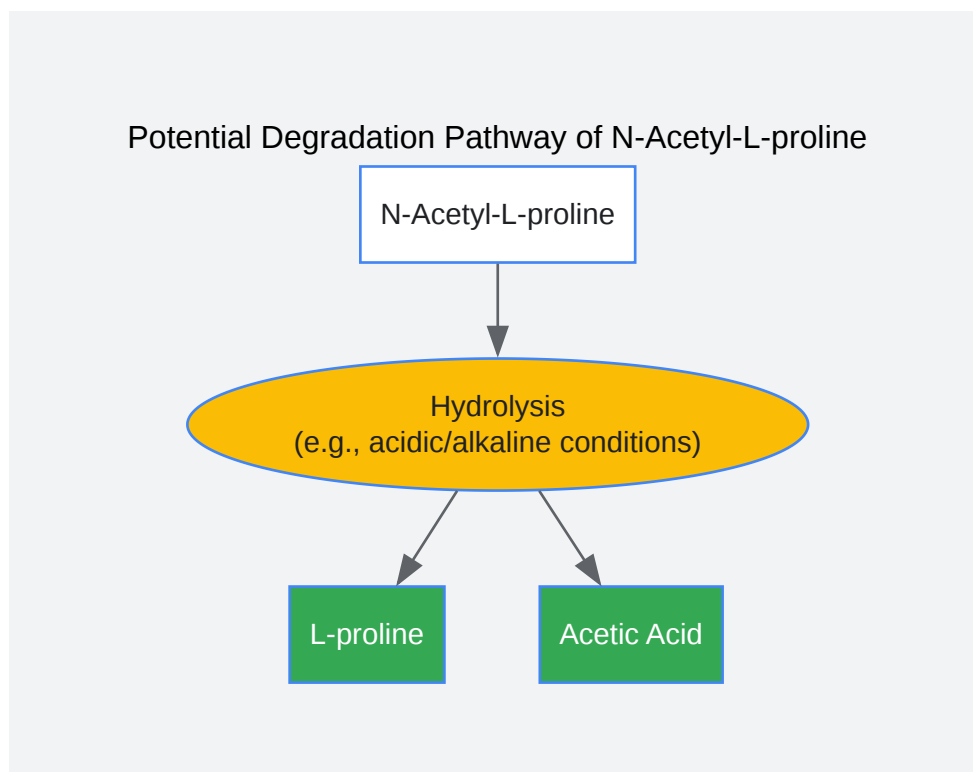 Potential Degradation Pathway of N-Acetyl-L-proline
N-Acetyl-L-proline
Hydrolysis
(e.g., acidic/alkaline conditions)
L-proline
Acetic Acid